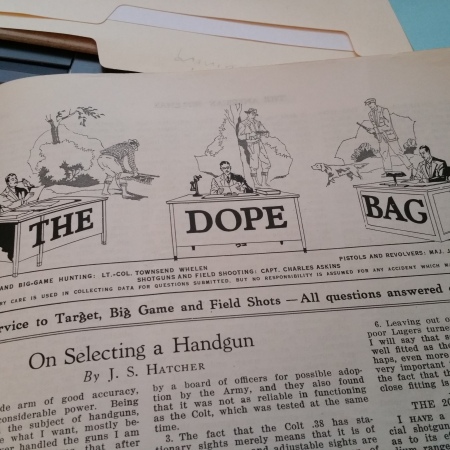 THE DOPE BAG
AND BIG-GAME HUNTING: LT.-COL. TOWNSEND WHELEN
SHOTGUNS AND FIELD SHOOTING: CAPT. CHARLES ASKINS
PISTOLS AND REVOLVERS: MAJ. J
CARE IS USED IN COLLECTING DATA FOR QUESTIONS SUBMITTED, BUT NO RESPONSIBILITY IS ASSUMED FOR ANY ACCIDENT WHICH
to Target, Big Game and Field Shots — All questions answered
On Selecting a Handgun
By J. S. HATCHER
arm of good accuracy,
power. Being
the subject of handguns,
what I want, mostly be-
handled the guns I am
that after
by a board of officers for possible adop-
tion by the Army, and they also found
that it was not as reliable in functioning
as the Colt, which was tested at the same
time.
3. The fact that the Colt .38 has sta-
tionary sights merely means that it is of
and adjustable sights are
6. Leaving out
poor Lugers turne
I will say that s
well fitted as the
haps, even more
very important
the fact that th
close fitting is
THE 20
I HAVE a
cial shotgun
as to its e
range